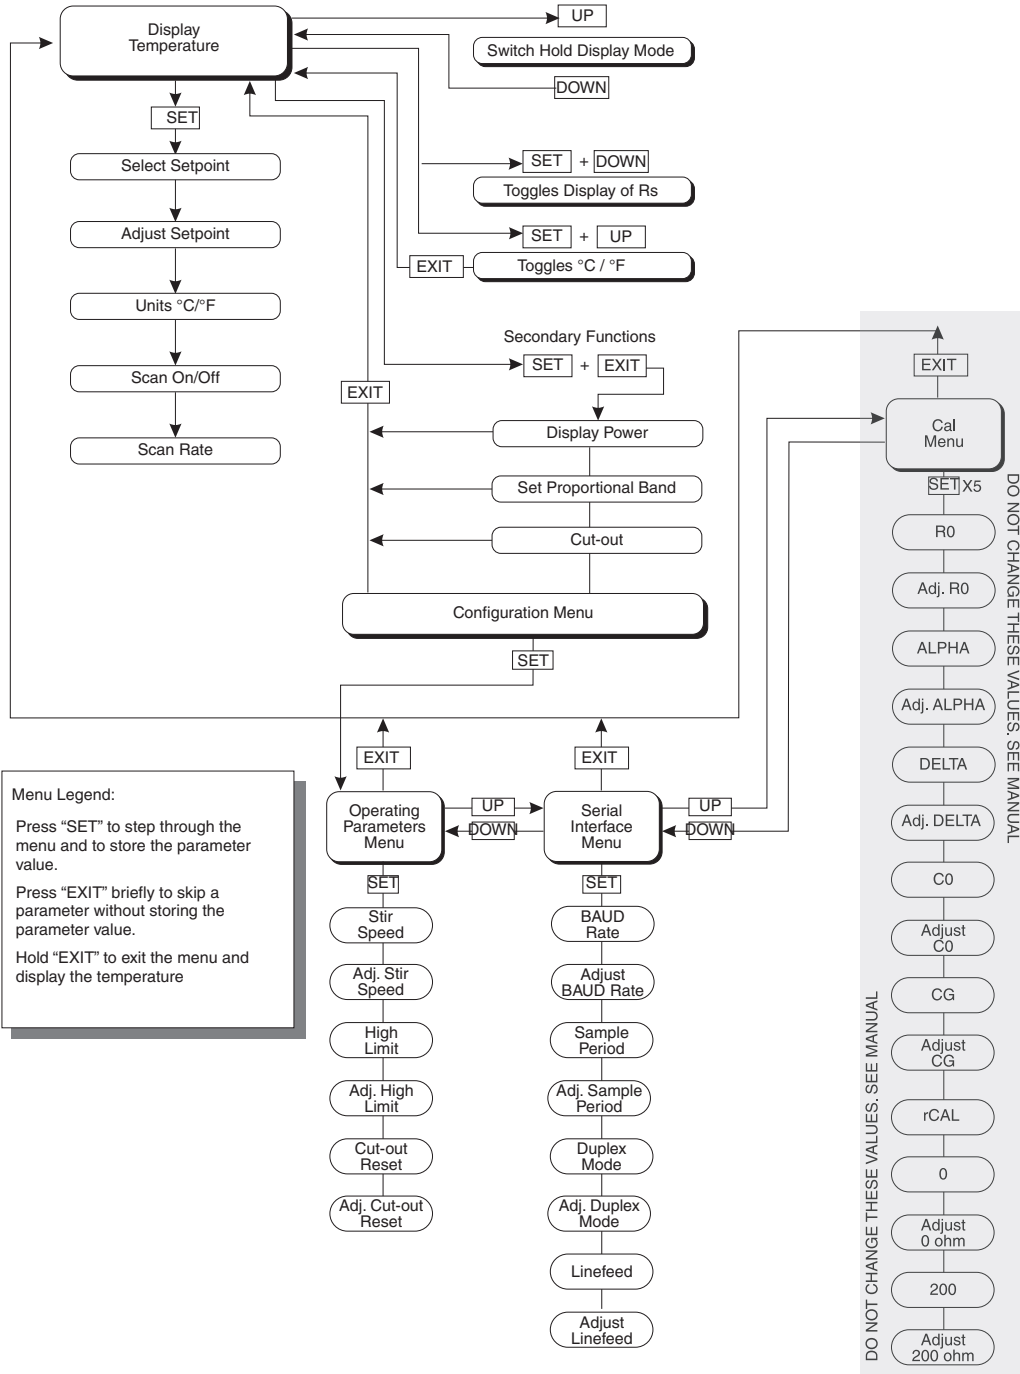 Display
Temperature
UP
Switch Hold Display Mode
DOWN
SET
Select Setpoint
Adjust Setpoint
Units °C/°F
Scan On/Off
Scan Rate
SET + DOWN
Toggles Display of Rs
SET + UP
EXIT
Toggles °C / °F
Secondary Functions
SET + EXIT
EXIT
Display Power
Set Proportional Band
Cut-out
Configuration Menu
SET
EXIT
Cal
Menu
SET X5
R0
Adj. R0
ALPHA
Adj. ALPHA
DELTA
Adj. DELTA
C0
Adjust
C0
CG
Adjust
CG
rCAL
0
Adjust
0 ohm
200
Adjust
200 ohm
DO NOT CHANGE THESE VALUES. SEE MANUAL
DO NOT CHANGE THESE VALUES. SEE MANUAL
EXIT
Operating
Parameters
Menu
UP
DOWN
SET
Stir
Speed
Adj. Stir
Speed
High
Limit
Adj. High
Limit
Cut-out
Reset
Adj. Cut-out
Reset
EXIT
Serial
Interface
Menu
UP
DOWN
SET
BAUD
Rate
Adjust
BAUD Rate
Sample
Period
Adj. Sample
Period
Duplex
Mode
Adj. Duplex
Mode
Linefeed
Adjust
Linefeed
Menu Legend:
Press “SET” to step through the
menu and to store the parameter
value.
Press “EXIT” briefly to skip a
parameter without storing the
parameter value.
Hold “EXIT” to exit the menu and
display the temperature